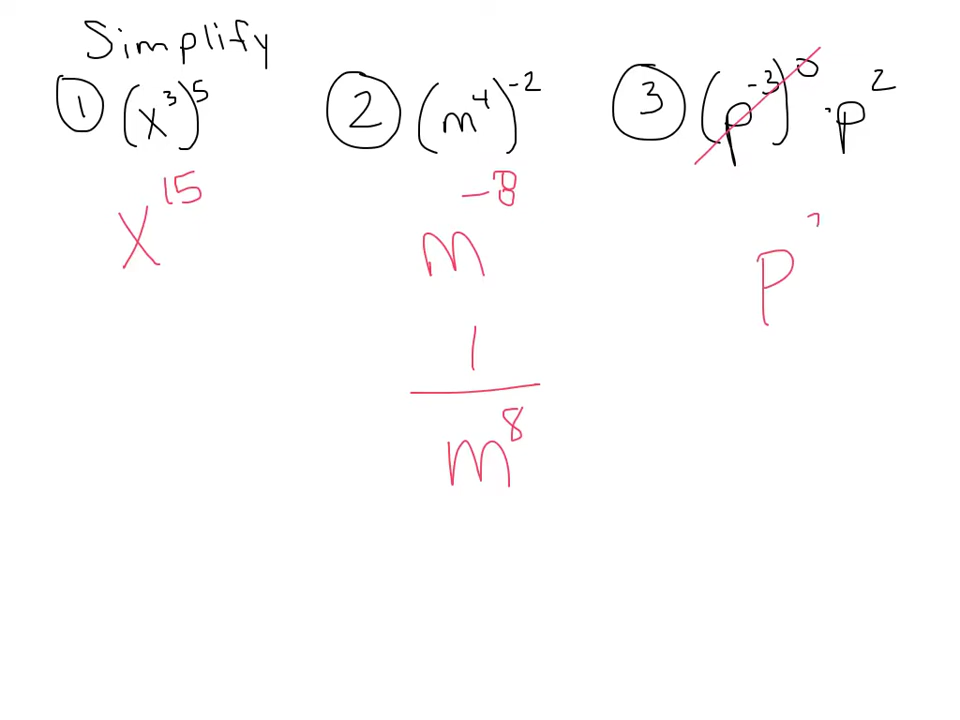 Simplify
① (x³)⁵ ② (m⁴)⁻² ③ (p⁻³)⁰ · p²
x¹⁵ m⁻⁸ p
1
m⁸